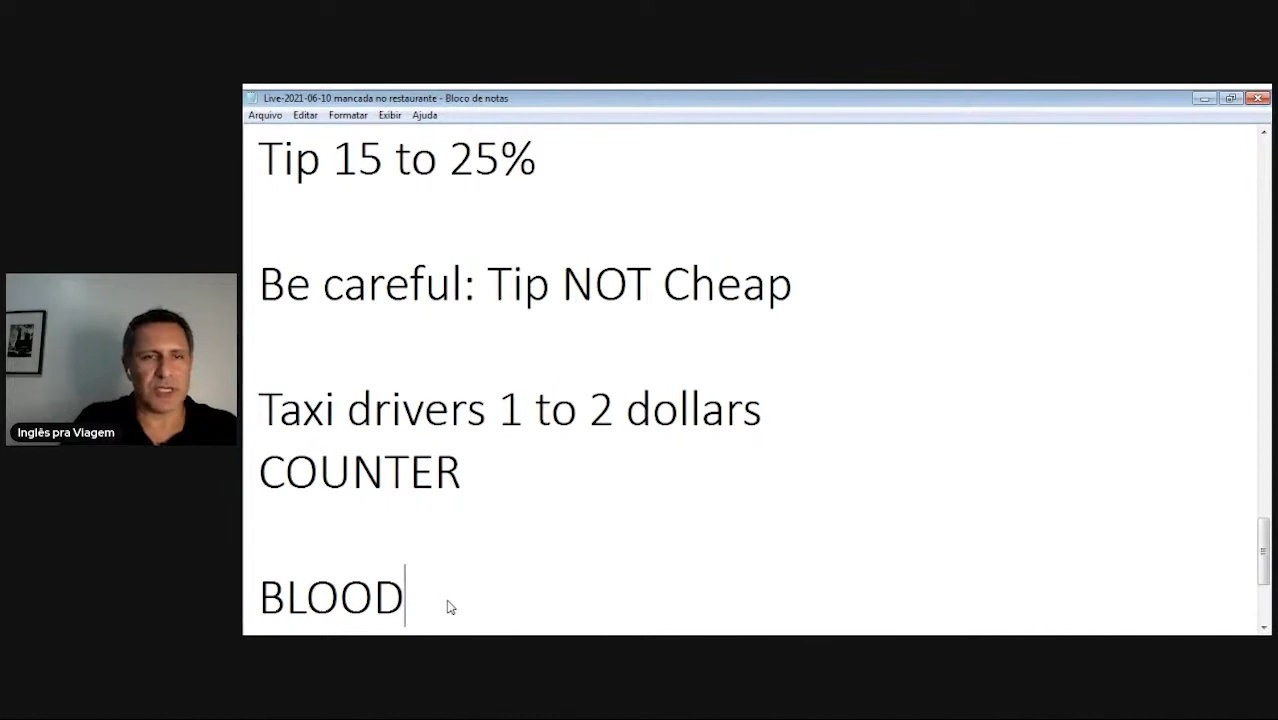 Live-2021-06-10 mancada no restaurante - Bloco de notas
Arquivo Editar Formatar Exibir Ajuda
Tip 15 to 25%
Be careful: Tip NOT Cheap
Taxi drivers 1 to 2 dollars
COUNTER
BLOOD
Inglês pra Viagem